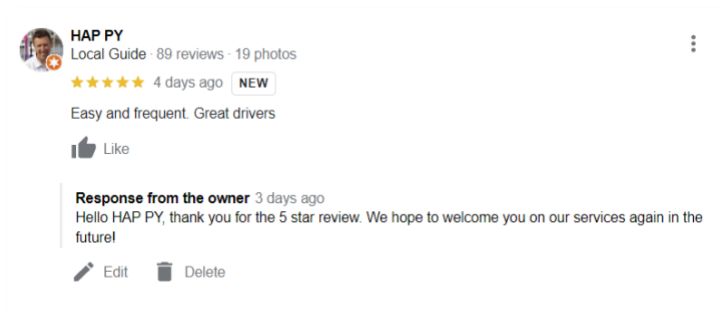 HAP PY
Local Guide · 89 reviews · 19 photos
4 days ago NEW
Easy and frequent. Great drivers
Like
Response from the owner 3 days ago
Hello HAP PY, thank you for the 5 star review. We hope to welcome you on our services again in the
future!
Edit Delete